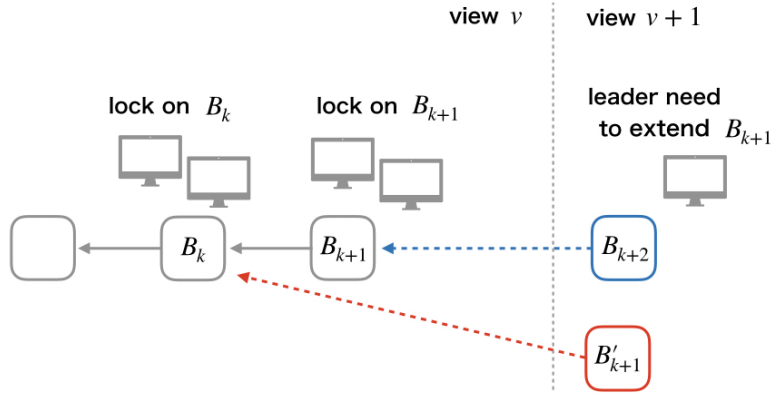 view v
view v + 1
lock on B_k
lock on B_{k+1}
leader need
to extend B_{k+1}
B_k
B_{k+1}
B_{k+2}
B'_{k+1}